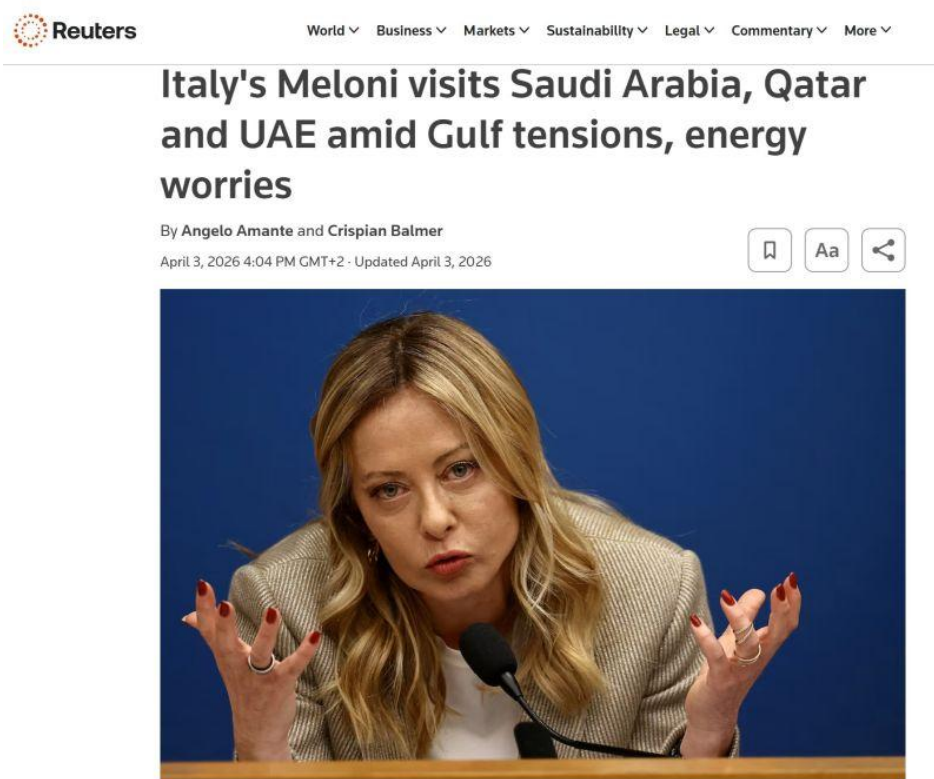 Reuters
World Business Markets Sustainability Legal Commentary More
Italy's Meloni visits Saudi Arabia, Qatar
and UAE amid Gulf tensions, energy
worries
By Angelo Amante and Crispian Balmer
April 3, 2026 4:04 PM GMT+2 · Updated April 3, 2026
Aa